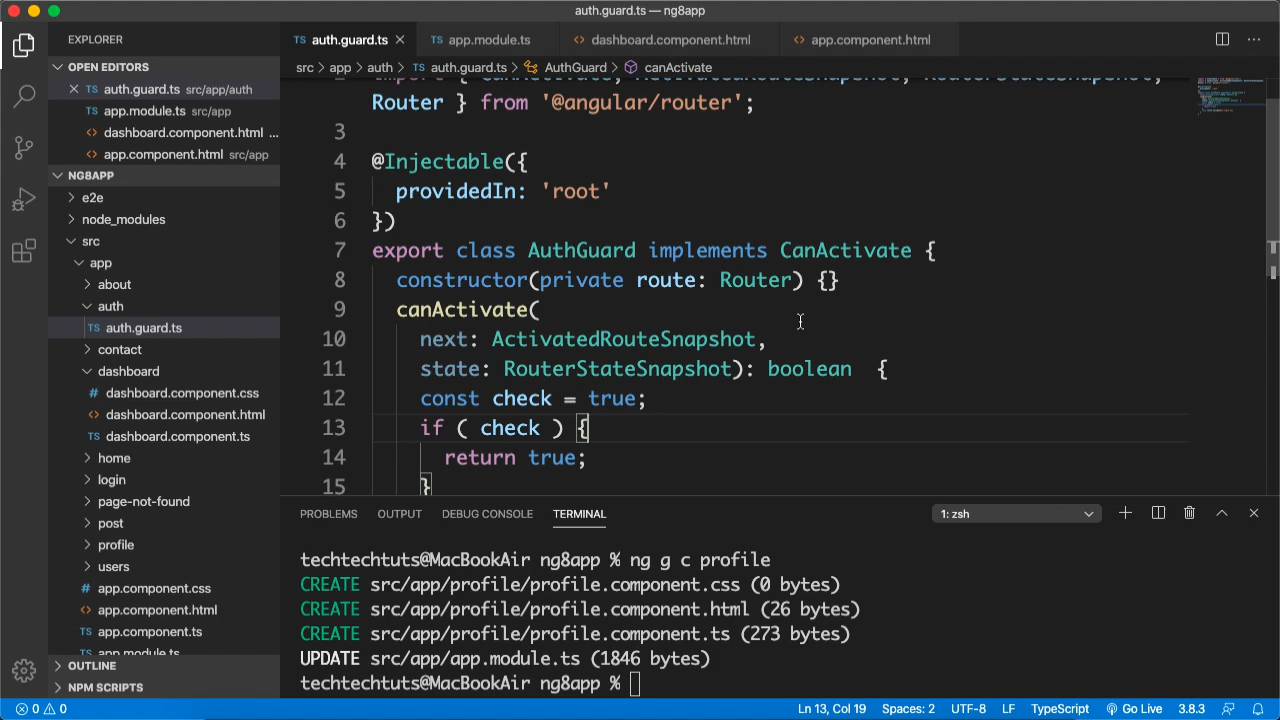 auth.guard.ts — ng8app
EXPLORER
OPEN EDITORS
auth.guard.ts src/app/auth
app.module.ts src/app
dashboard.component.html ...
app.component.html src/app
NG8APP
e2e
node_modules
src
app
about
auth
auth.guard.ts
contact
dashboard
dashboard.component.css
dashboard.component.html
dashboard.component.ts
home
login
page-not-found
post
profile
users
app.component.css
app.component.html
app.component.ts
app.module.ts
OUTLINE
NPM SCRIPTS
auth.guard.ts app.module.ts dashboard.component.html app.component.html
src > app > auth > TS auth.guard.ts > AuthGuard > canActivate
import { CanActivate, ActivatedRouteSnapshot, RouterStateSnapshot,
Router } from '@angular/router';
3
4 @Injectable({
5 providedIn: 'root'
6 })
7 export class AuthGuard implements CanActivate {
8 constructor(private route: Router) {}
9 canActivate(
10 next: ActivatedRouteSnapshot,
11 state: RouterStateSnapshot): boolean {
12 const check = true;
13 if ( check ) {
14 return true;
15 }
PROBLEMS OUTPUT DEBUG CONSOLE TERMINAL 1: zsh
techtechtuts@MacBookAir ng8app % ng g c profile
CREATE src/app/profile/profile.component.css (0 bytes)
CREATE src/app/profile/profile.component.html (26 bytes)
CREATE src/app/profile/profile.component.ts (273 bytes)
UPDATE src/app/app.module.ts (1846 bytes)
techtechtuts@MacBookAir ng8app %
0 0 Ln 13, Col 19 Spaces: 2 UTF-8 LF TypeScript Go Live 3.8.3